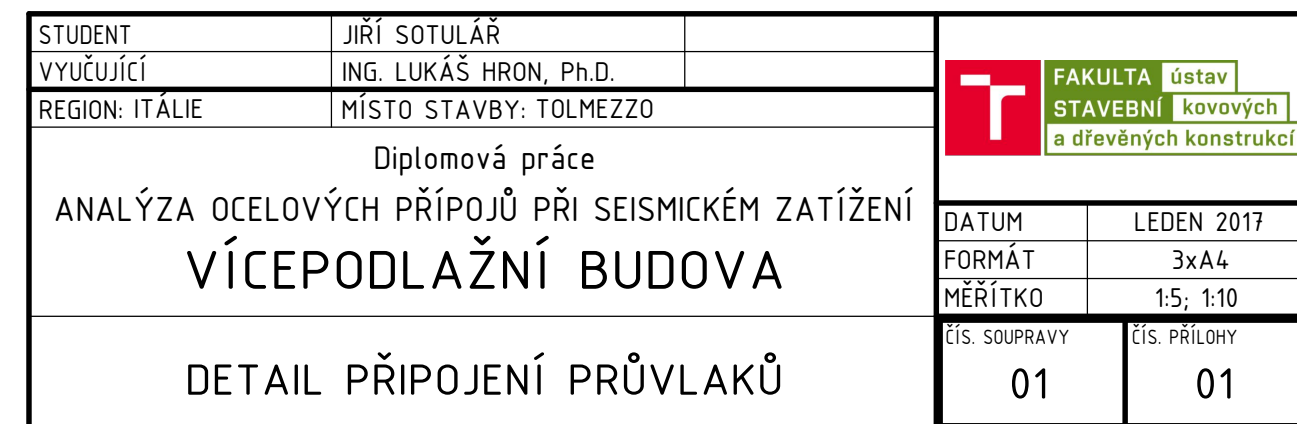 STUDENT JIŘÍ SOTULÁŘ
VYUČUJÍCÍ ING. LUKÁŠ HRON, Ph.D.
REGION: ITÁLIE MÍSTO STAVBY: TOLMEZZO
Diplomová práce
ANALÝZA OCELOVÝCH PŘÍPOJŮ PŘI SEISMICKÉM ZATÍŽENÍ
VÍCEPODLAŽNÍ BUDOVA
DETAIL PŘIPOJENÍ PRŮVLAKŮ
FAKULTA ústav
STAVEBNÍ kovových
a dřevěných konstrukcí
DATUM LEDEN 2017
FORMÁT 3xA4
MĚŘÍTKO 1:5; 1:10
ČÍS. SOUPRAVY ČÍS. PŘÍLOHY
01 01